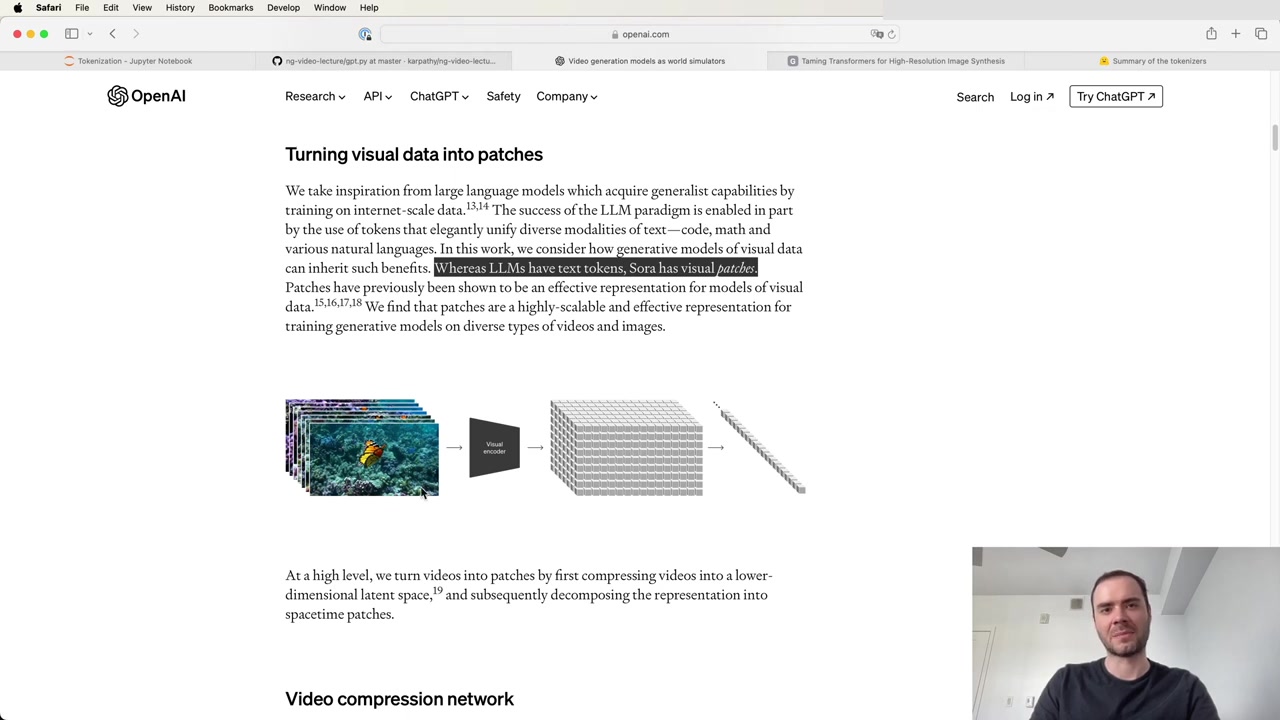 Safari File Edit View History Bookmarks Develop Window Help
openai.com
Tokenization - Jupyter Notebook
ng-video-lecture/gpt.py at master · karpathy/ng-video-lectu...
Video generation models as world simulators
Taming Transformers for High-Resolution Image Synthesis
Summary of the tokenizers
OpenAI
Research API ChatGPT Safety Company
Search Log in ↗ Try ChatGPT ↗
Turning visual data into patches
We take inspiration from large language models which acquire generalist capabilities by
training on internet-scale data.13,14 The success of the LLM paradigm is enabled in part
by the use of tokens that elegantly unify diverse modalities of text—code, math and
various natural languages. In this work, we consider how generative models of visual data
can inherit such benefits. Whereas LLMs have text tokens, Sora has visual patches.
Patches have previously been shown to be an effective representation for models of visual
data.15,16,17,18 We find that patches are a highly-scalable and effective representation for
training generative models on diverse types of videos and images.
Visual
encoder
At a high level, we turn videos into patches by first compressing videos into a lower-
dimensional latent space,19 and subsequently decomposing the representation into
spacetime patches.
Video compression network